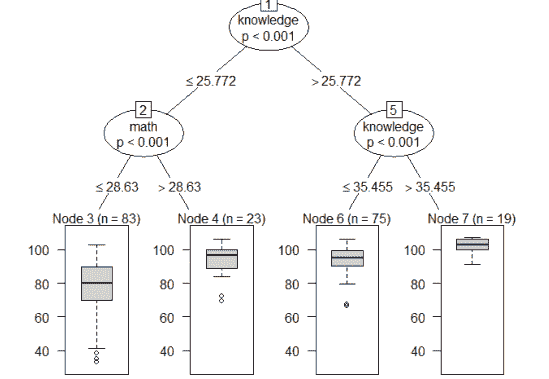 1
knowledge
p < 0.001
≤ 25.772 > 25.772
2 5
math knowledge
p < 0.001 p < 0.001
≤ 28.63 > 28.63 ≤ 35.455 > 35.455
Node 3 (n = 83) Node 4 (n = 23) Node 6 (n = 75) Node 7 (n = 19)
100 100 100 100
80 80 80 80
60 60 60 60
40 40 40 40